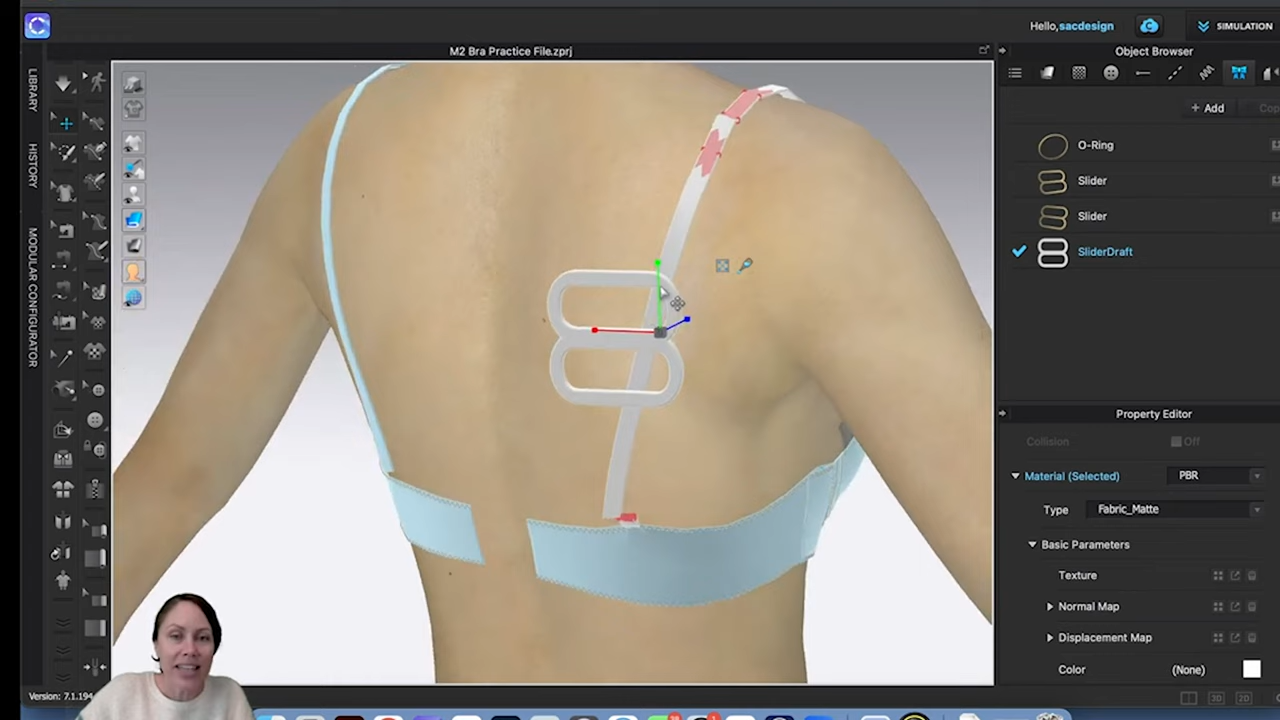 Hello,sacdesign
SIMULATION
M2 Bra Practice File.zprj
Object Browser
LIBRARY
HISTORY
MODULAR CONFIGURATOR
+ Add
O-Ring
Slider
Slider
SliderDraft
Property Editor
Collision
Off
Material (Selected)
PBR
Type
Fabric_Matte
Basic Parameters
Texture
Normal Map
Displacement Map
Color
(None)
Version: 7.1.194
3D
2D